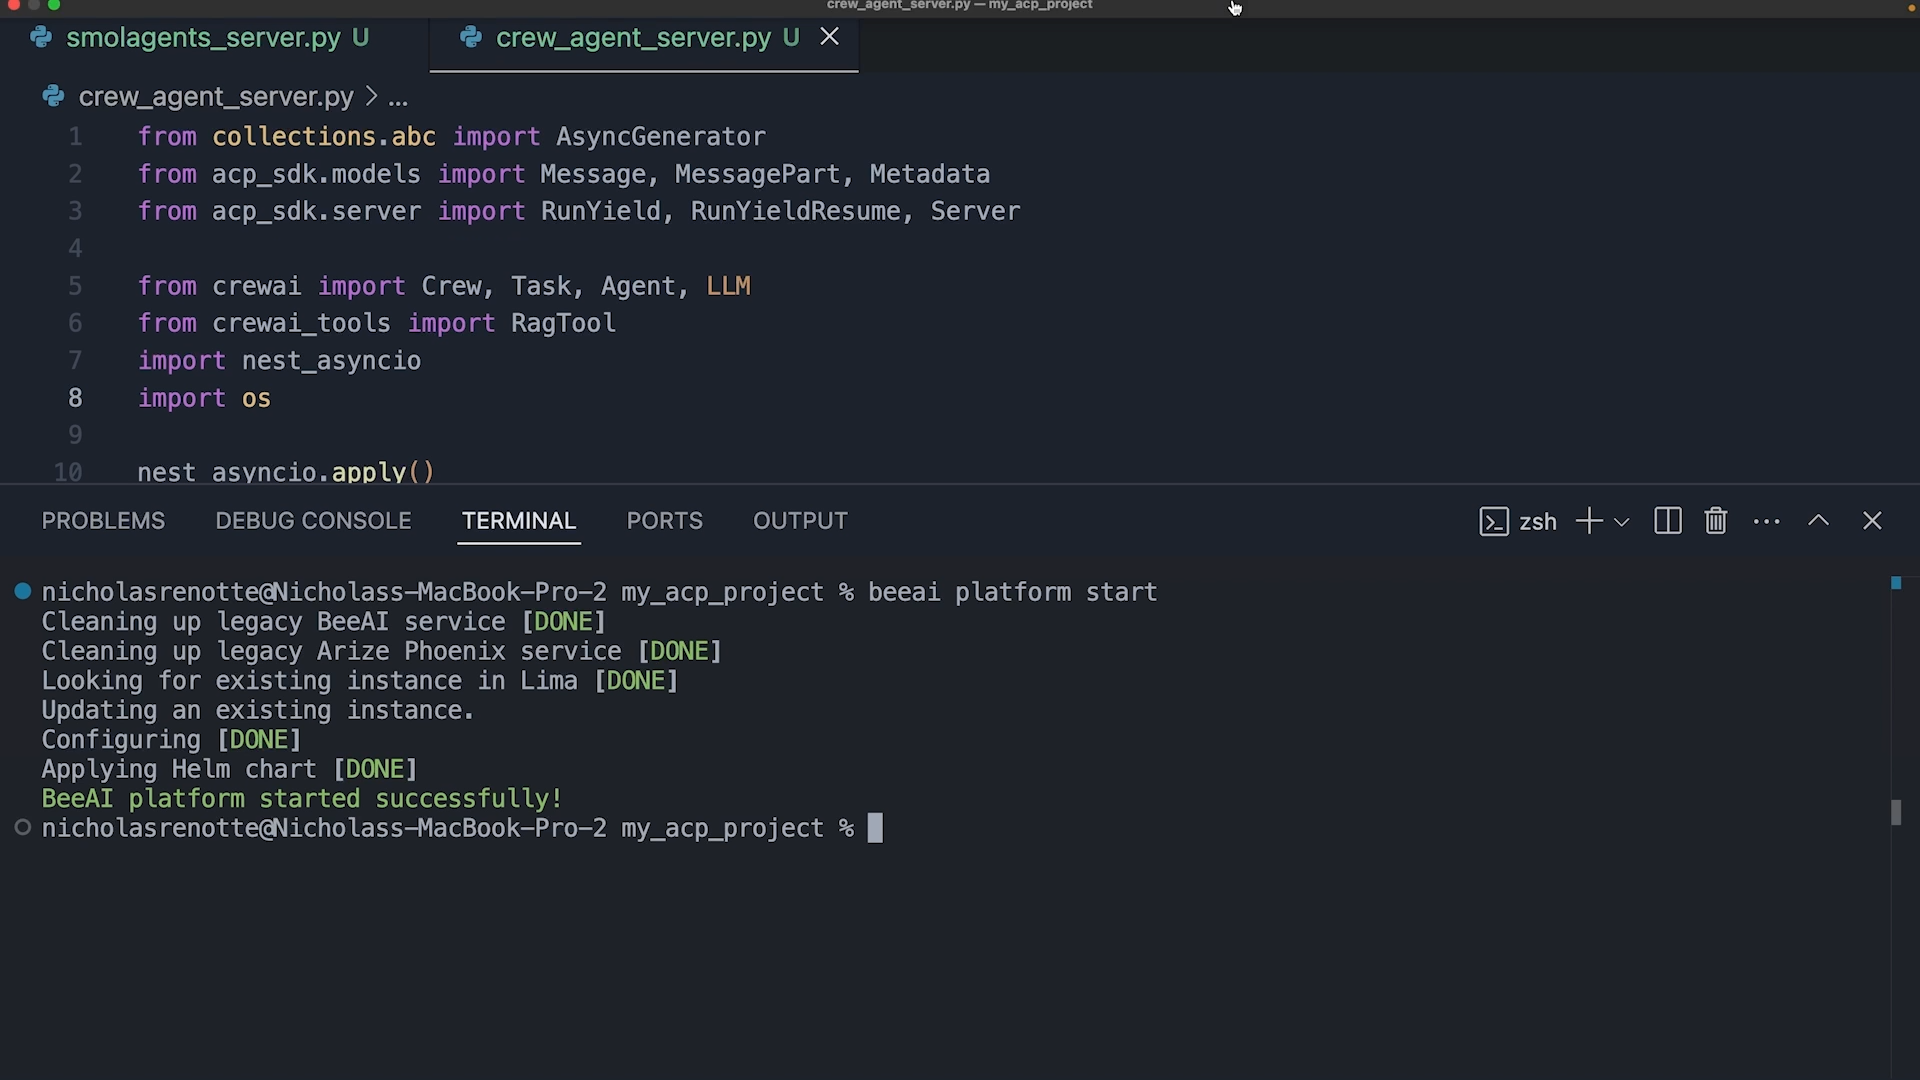 crew_agent_server.py — my_acp_project
smolagents_server.py U
crew_agent_server.py U
crew_agent_server.py > ...
1 from collections.abc import AsyncGenerator
2 from acp_sdk.models import Message, MessagePart, Metadata
3 from acp_sdk.server import RunYield, RunYieldResume, Server
4
5 from crewai import Crew, Task, Agent, LLM
6 from crewai_tools import RagTool
7 import nest_asyncio
8 import os
9
10 nest_asyncio.apply()
PROBLEMS DEBUG CONSOLE TERMINAL PORTS OUTPUT zsh
nicholasrenotte@Nicholass-MacBook-Pro-2 my_acp_project % beeai platform start
Cleaning up legacy BeeAI service [DONE]
Cleaning up legacy Arize Phoenix service [DONE]
Looking for existing instance in Lima [DONE]
Updating an existing instance.
Configuring [DONE]
Applying Helm chart [DONE]
BeeAI platform started successfully!
nicholasrenotte@Nicholass-MacBook-Pro-2 my_acp_project %